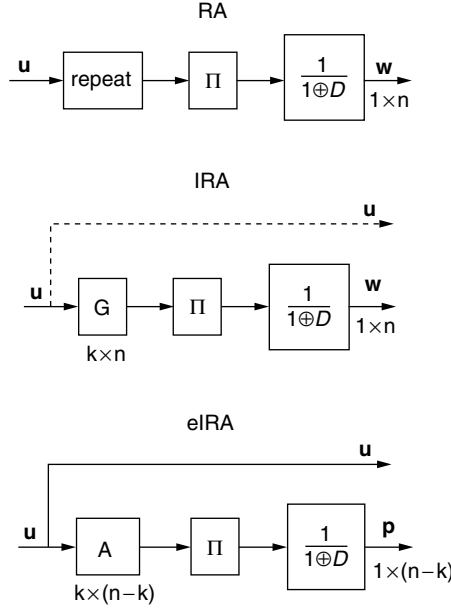 RA
u repeat Π 1/(1⊕D) w
1×n
IRA
u
u G Π 1/(1⊕D) w
k×n 1×n
eIRA
u
u A Π 1/(1⊕D) p
k×(n−k) 1×(n−k)